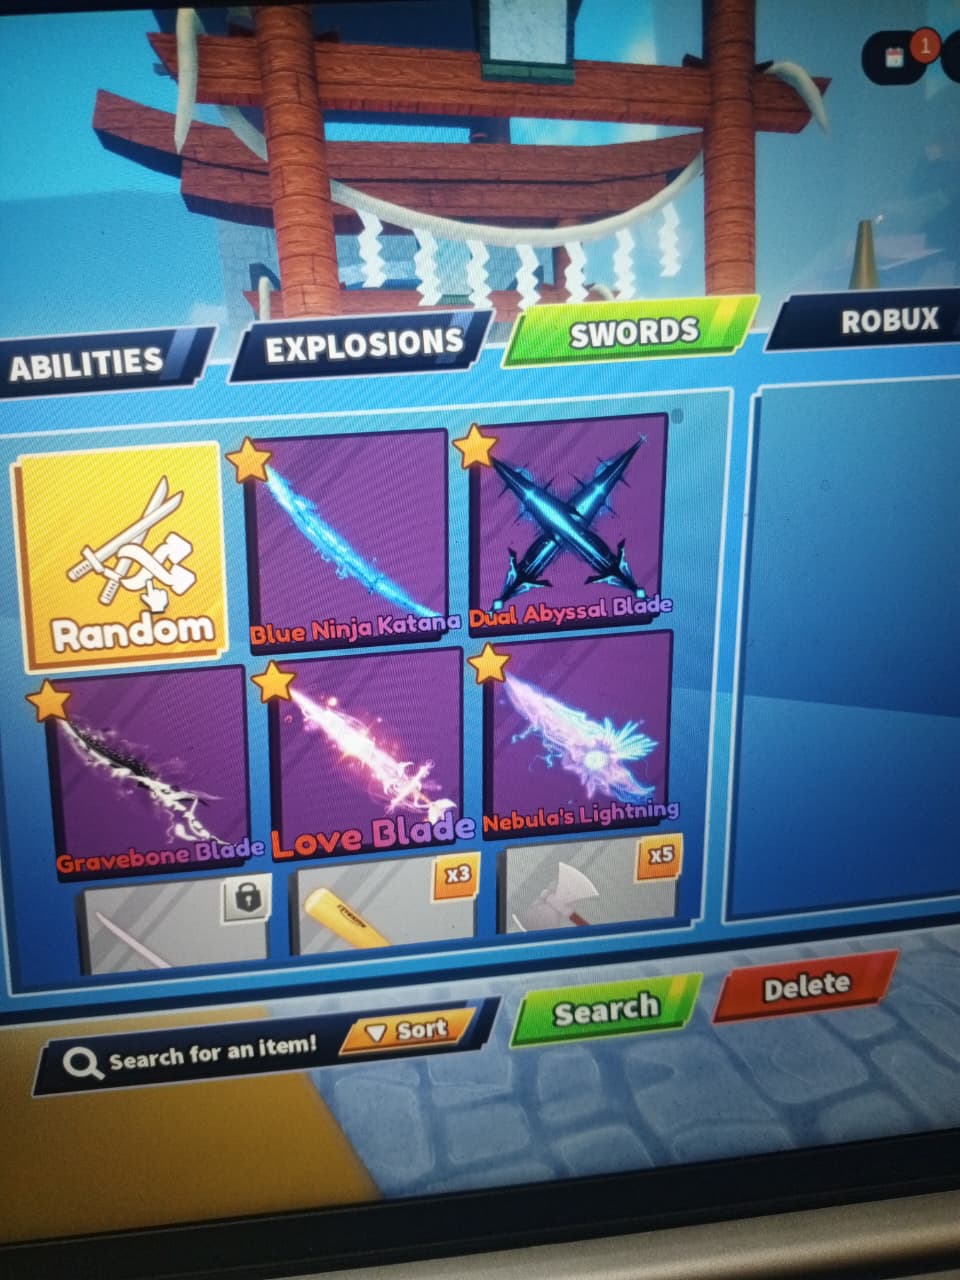 1
ABILITIES
EXPLOSIONS
SWORDS
ROBUX
Random
Blue Ninja Katana
Dual Abyssal Blade
Gravebone Blade
Love Blade
Nebula's Lightning
x3
x5
Search for an item!
Sort
Search
Delete